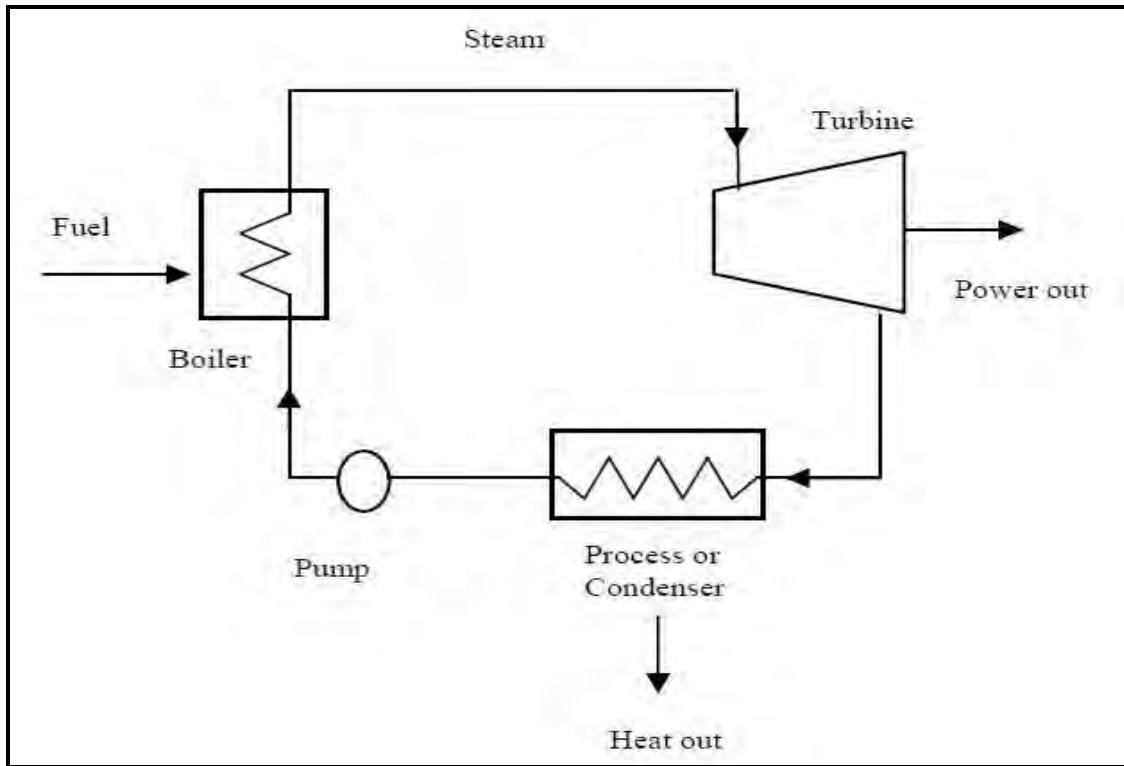 Steam
Turbine
Fuel
Power out
Boiler
Pump
Process or
Condenser
Heat out